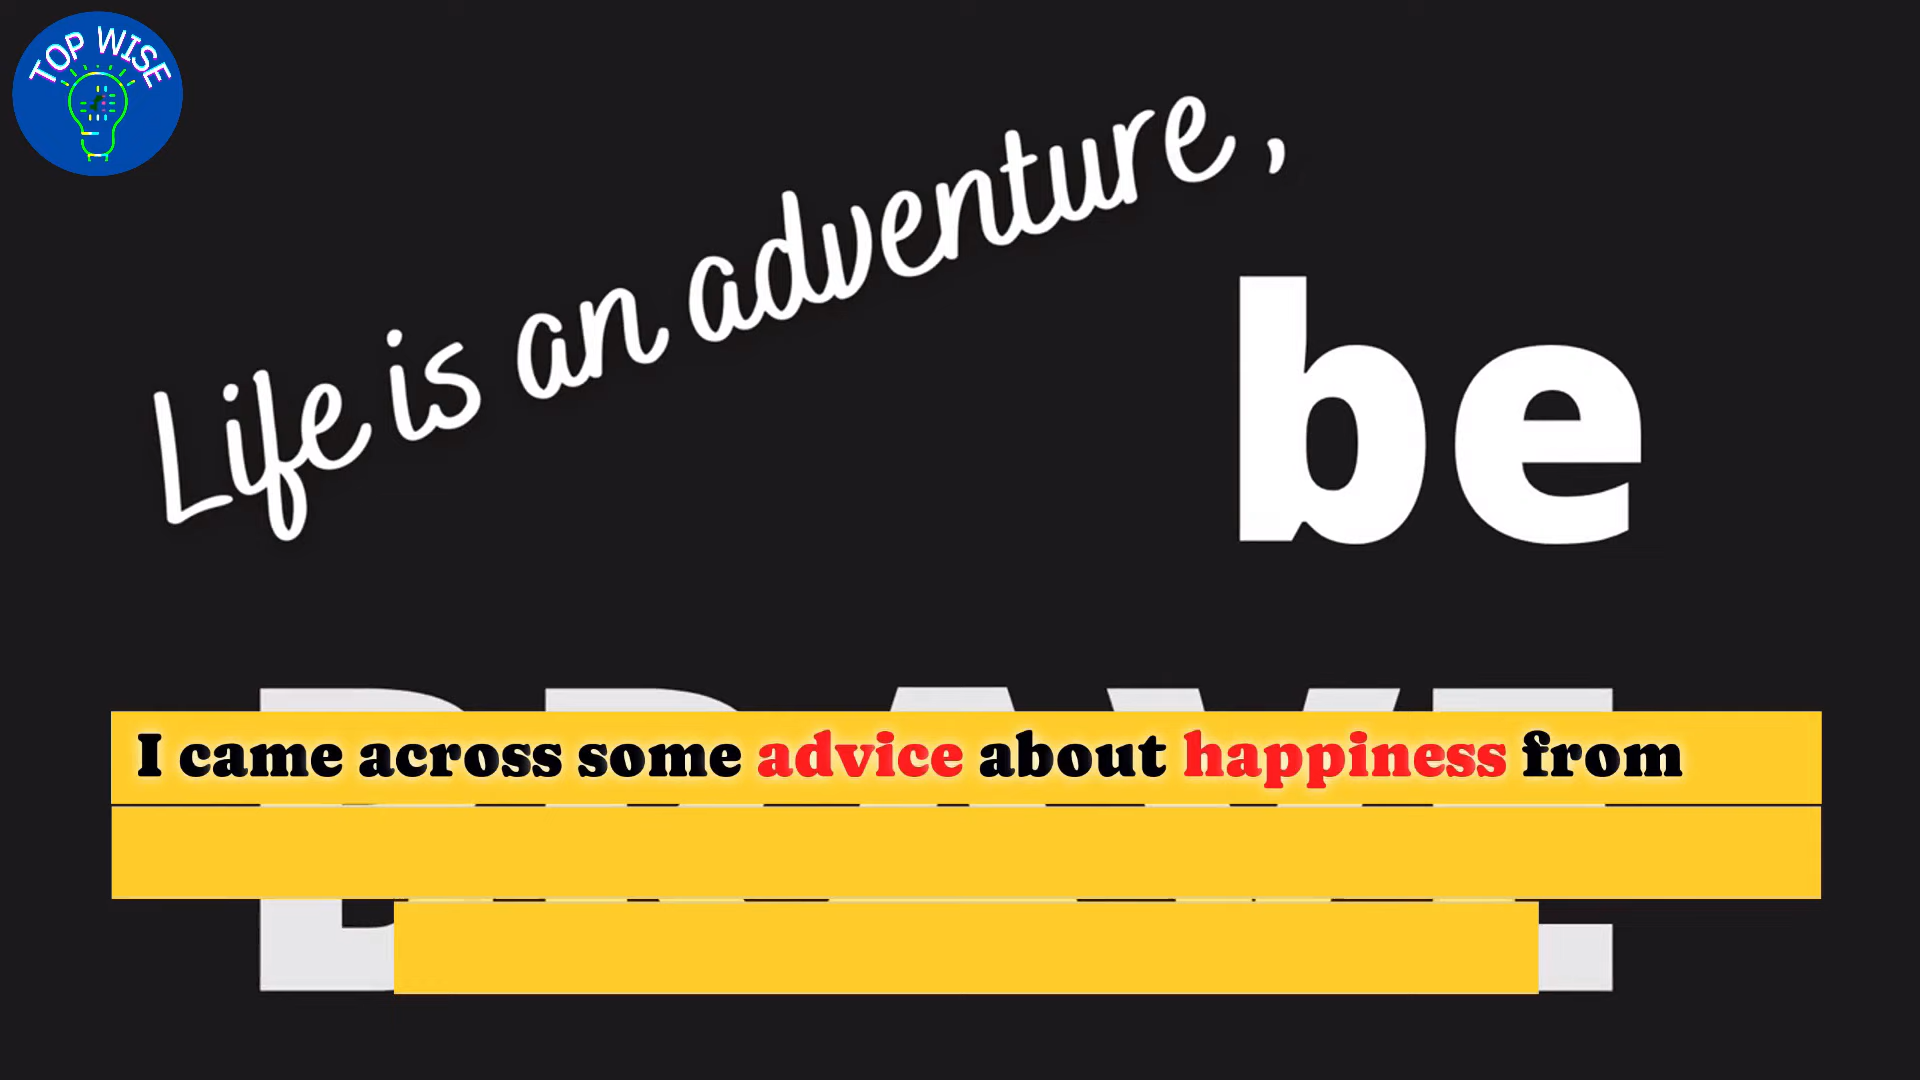 TOP WISE
Life is an adventure,
be
I came across some advice about happiness from